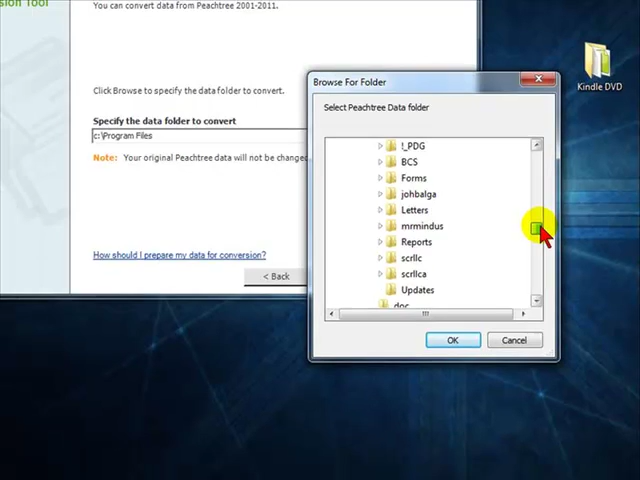 sion Tool
You can convert data from Peachtree 2001-2011.
Click Browse to specify the data folder to convert.
Specify the data folder to convert
c:\Program Files
Note: Your original Peachtree data will not be changed
How should I prepare my data for conversion?
< Back
Browse For Folder
Select Peachtree Data folder
!_PDG
BCS
Forms
johbalga
Letters
mrmindus
Reports
scrllc
scrllca
Updates
doc
OK
Cancel
Kindle DVD